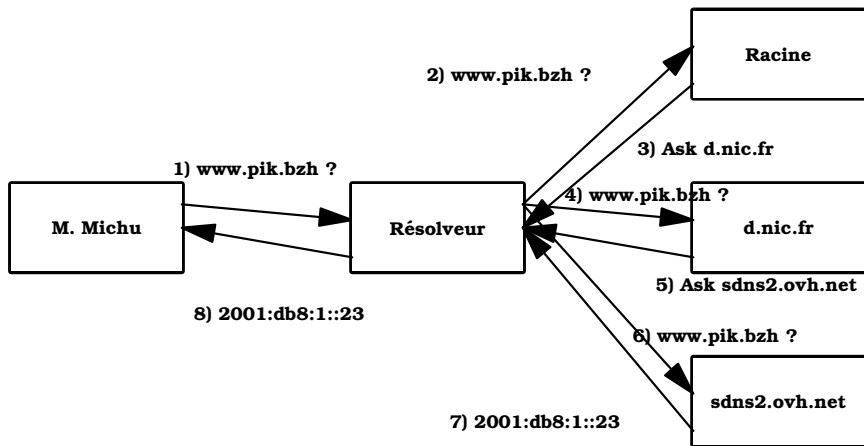 Racine
2) www.pik.bzh ?
3) Ask d.nic.fr
1) www.pik.bzh ?
4) www.pik.bzh ?
M. Michu
Résolveur
d.nic.fr
5) Ask sdns2.ovh.net
8) 2001:db8:1::23
6) www.pik.bzh ?
sdns2.ovh.net
7) 2001:db8:1::23